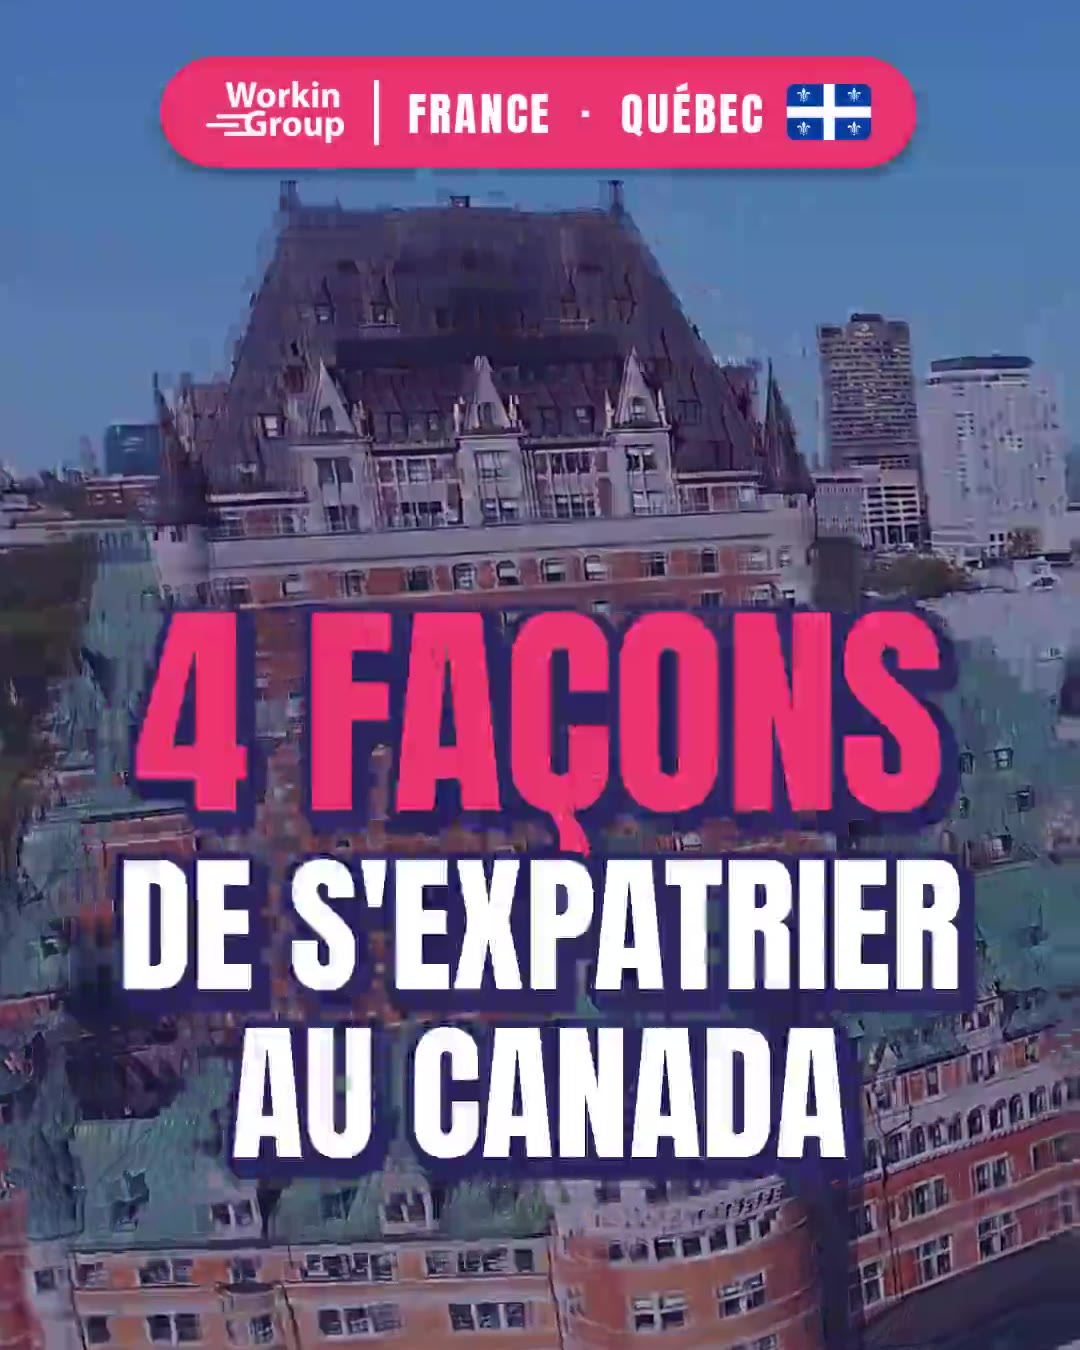 Workin
Group
FRANCE · QUÉBEC
4 FAÇONS
DE S'EXPATRIER
AU CANADA